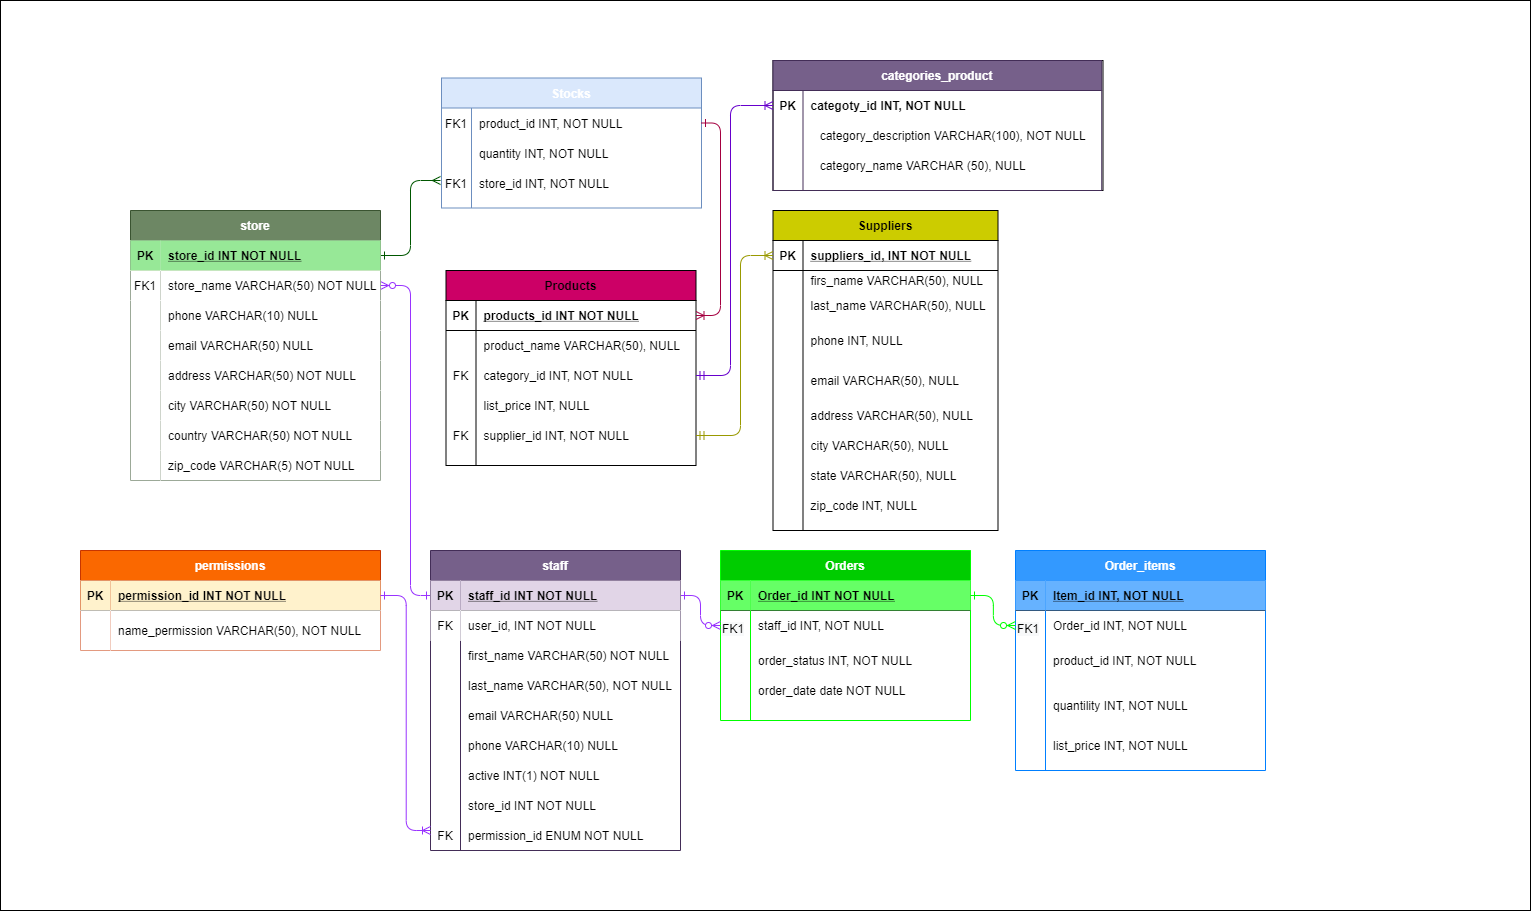 Stocks
FK1 product_id INT, NOT NULL
quantity INT, NOT NULL
FK1 store_id INT, NOT NULL
categories_product
PK categoty_id INT, NOT NULL
category_description VARCHAR(100), NOT NULL
category_name VARCHAR (50), NULL
store
PK store_id INT NOT NULL
FK1 store_name VARCHAR(50) NOT NULL
phone VARCHAR(10) NULL
email VARCHAR(50) NULL
address VARCHAR(50) NOT NULL
city VARCHAR(50) NOT NULL
country VARCHAR(50) NOT NULL
zip_code VARCHAR(5) NOT NULL
Products
PK products_id INT NOT NULL
product_name VARCHAR(50), NULL
FK category_id INT, NOT NULL
list_price INT, NULL
FK supplier_id INT, NOT NULL
Suppliers
PK suppliers_id, INT NOT NULL
firs_name VARCHAR(50), NULL
last_name VARCHAR(50), NULL
phone INT, NULL
email VARCHAR(50), NULL
address VARCHAR(50), NULL
city VARCHAR(50), NULL
state VARCHAR(50), NULL
zip_code INT, NULL
permissions
PK permission_id INT NOT NULL
name_permission VARCHAR(50), NOT NULL
staff
PK staff_id INT NOT NULL
FK user_id, INT NOT NULL
first_name VARCHAR(50) NOT NULL
last_name VARCHAR(50), NOT NULL
email VARCHAR(50) NULL
phone VARCHAR(10) NULL
active INT(1) NOT NULL
store_id INT NOT NULL
FK permission_id ENUM NOT NULL
Orders
PK Order_id INT NOT NULL
FK1 staff_id INT, NOT NULL
order_status INT, NOT NULL
order_date date NOT NULL
Order_items
PK Item_id INT, NOT NULL
FK1 Order_id INT, NOT NULL
product_id INT, NOT NULL
quantility INT, NOT NULL
list_price INT, NOT NULL